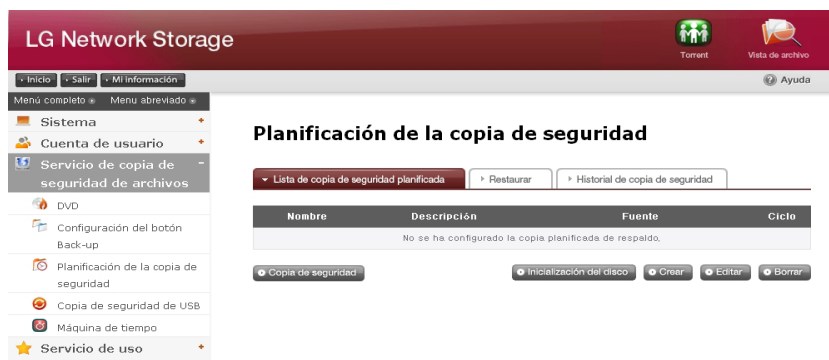 LG Network Storage
Torrent
Vista de archivo
Inicio Salir Mi información
Ayuda
Menú completo Menu abreviado
Sistema
Cuenta de usuario
Servicio de copia de
seguridad de archivos
DVD
Configuración del botón
Back-up
Planificación de la copia de
seguridad
Copia de seguridad de USB
Máquina de tiempo
Servicio de uso
Planificación de la copia de seguridad
Lista de copia de seguridad planificada Restaurar Historial de copia de seguridad
Nombre Descripción Fuente Ciclo
No se ha configurado la copia planificada de respaldo,
Copia de seguridad Inicialización del disco Crear Editar Borrar